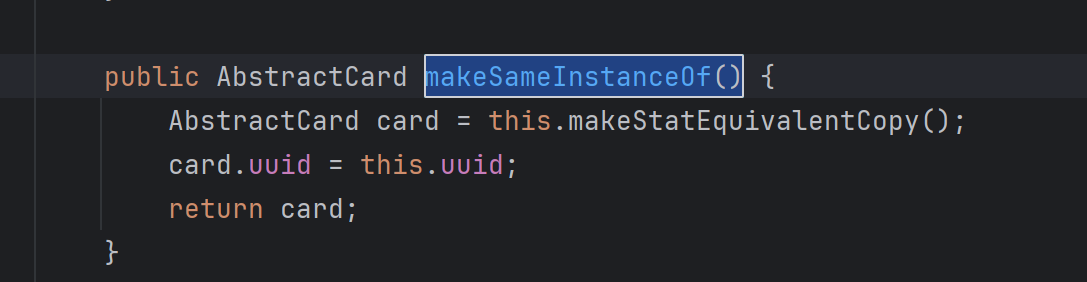 public AbstractCard makeSameInstanceOf() {
AbstractCard card = this.makeStatEquivalentCopy();
card.uuid = this.uuid;
return card;
}